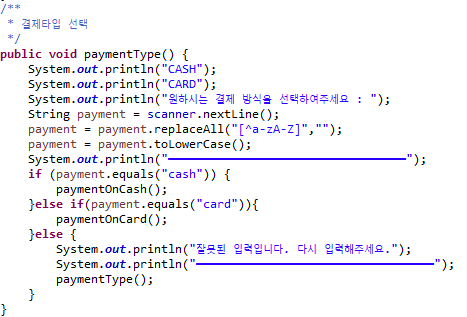 /**
 * 결제타입 선택
 */
public void paymentType() {
    System.out.println("CASH");
    System.out.println("CARD");
    System.out.println("원하시는 결제 방식을 선택하여주세요 : ");
    String payment = scanner.nextLine();
    payment = payment.replaceAll("[^a-zA-Z]","");
    payment = payment.toLowerCase();
    System.out.println("━━━━━━━━━━━━━━━━━━━━━━━━━━━━━━━━━━");
    if (payment.equals("cash")) {
        paymentOnCash();
    }else if(payment.equals("card")){
        paymentOnCard();
    }else {
        System.out.println("잘못된 입력입니다. 다시 입력해주세요.");
        System.out.println("━━━━━━━━━━━━━━━━━━━━━━━━━━━━━━━━━━");
        paymentType();
    }
}